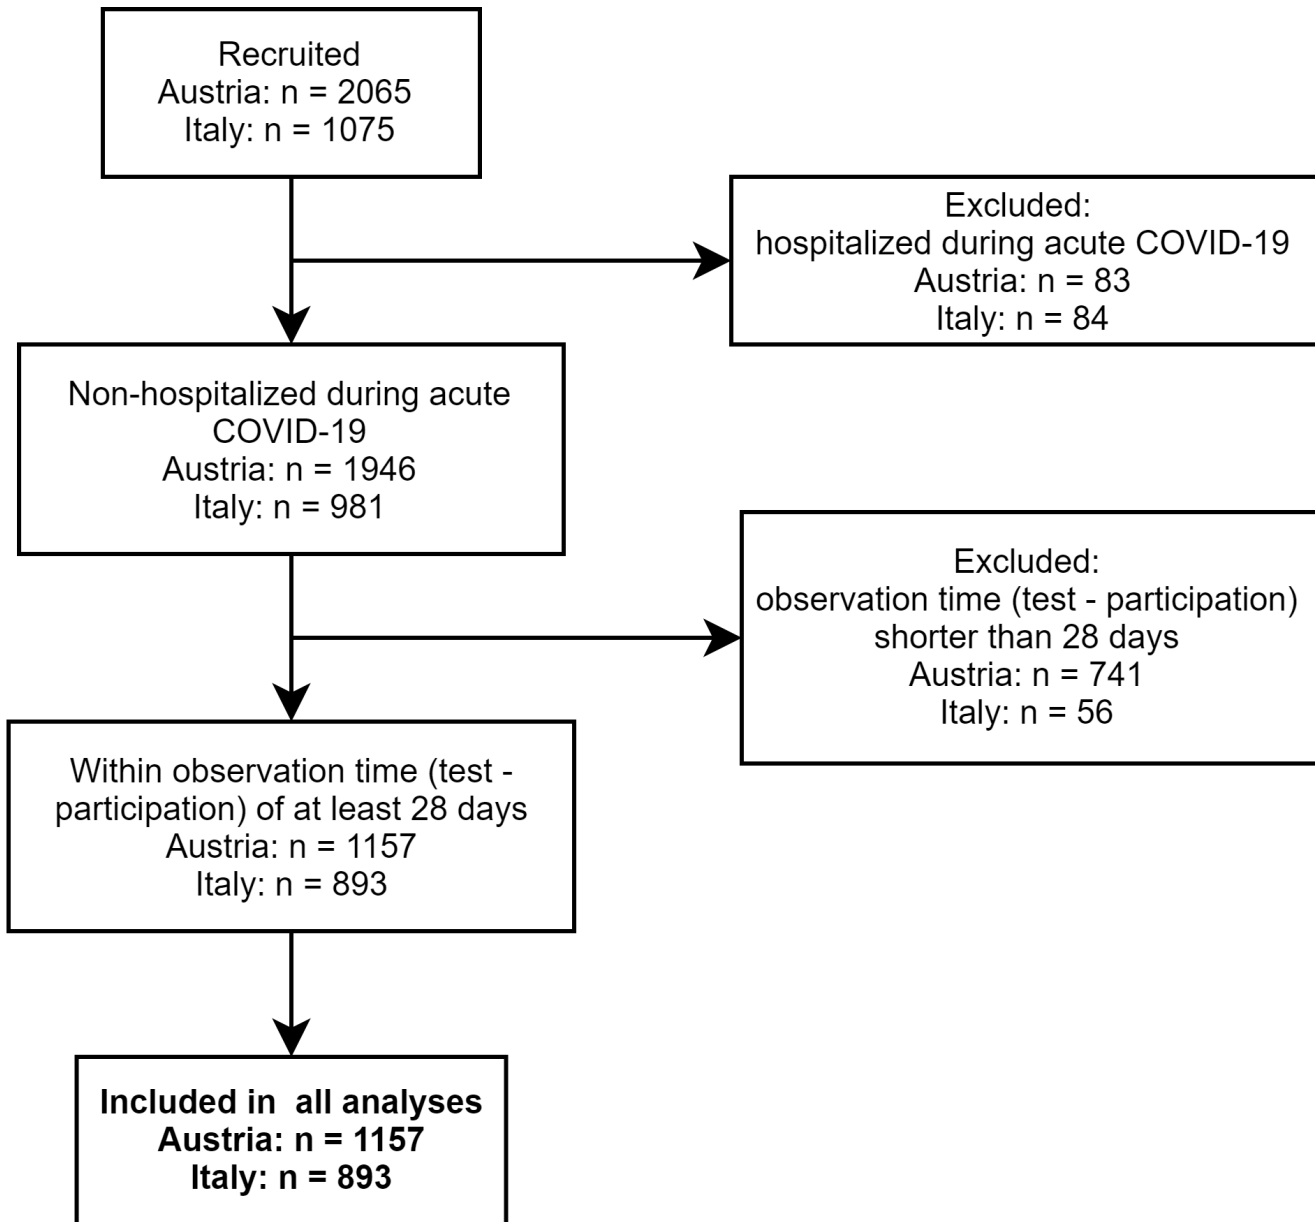 Recruited
Austria: n = 2065
Italy: n = 1075
Excluded:
hospitalized during acute COVID-19
Austria: n = 83
Italy: n = 84
Non-hospitalized during acute
COVID-19
Austria: n = 1946
Italy: n = 981
Excluded:
observation time (test - participation)
shorter than 28 days
Austria: n = 741
Italy: n = 56
Within observation time (test -
participation) of at least 28 days
Austria: n = 1157
Italy: n = 893
Included in  all analyses
Austria: n = 1157
Italy: n = 893